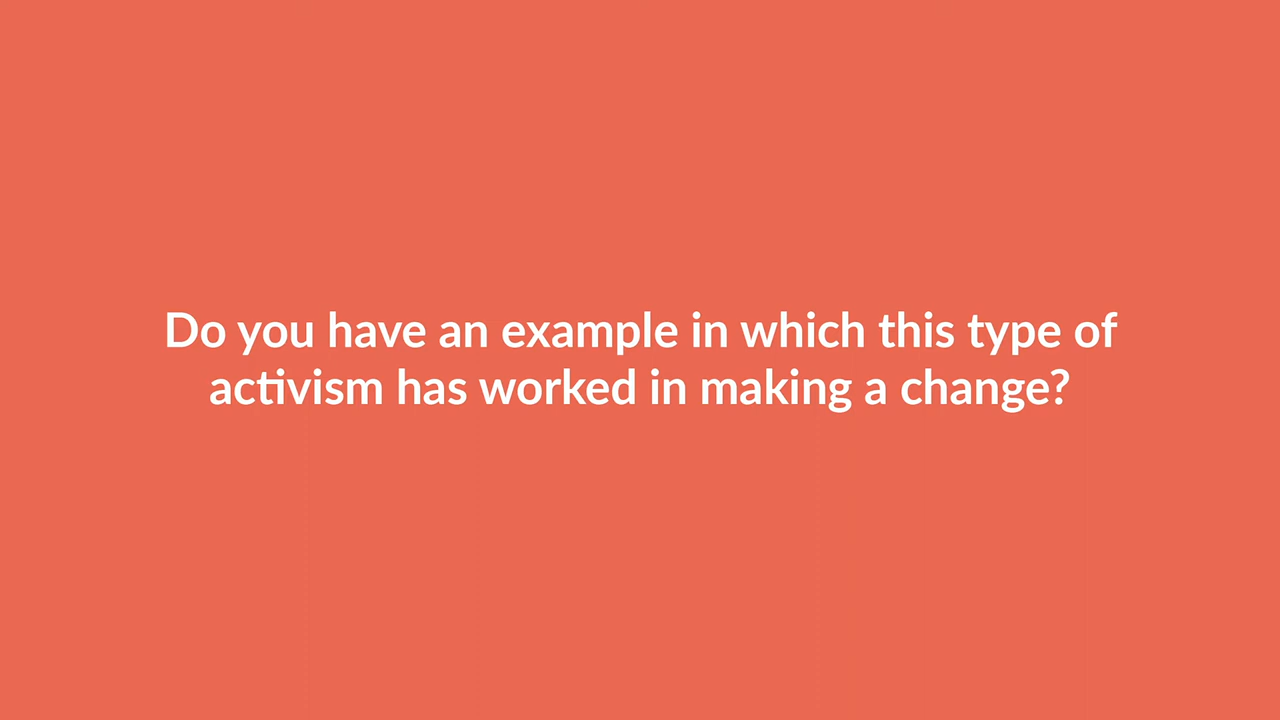 Do you have an example in which this type of
activism has worked in making a change?